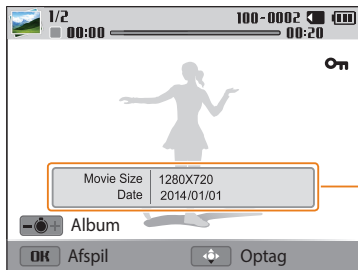 1/2 100-0002
00:00 00:20
Movie Size 1280X720
Date 2014/01/01
Album
OK Afspil Optag